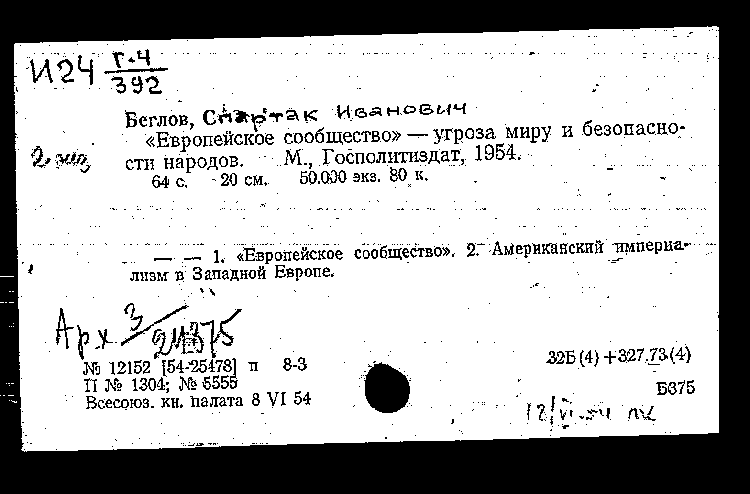 И24 Г.4
392
Беглов, Спартак Иванович
«Европейское сообщество» — угроза миру и безопасно-
2 экз
сти народов. М., Госполитиздат, 1954.
64 с. 20 см. 50.000 экз. 80 к.
— — 1. «Европейское сообщество». 2. Американский империа-
лизм в Западной Европе.
Арх 3/
24375
№ 12152 [54-25478] п 8-3
П № 1304; № 5555
Всесоюз. кн. палата 8 VI 54
32Б (4) + 327.73.(4)
Б375
12/VI-54